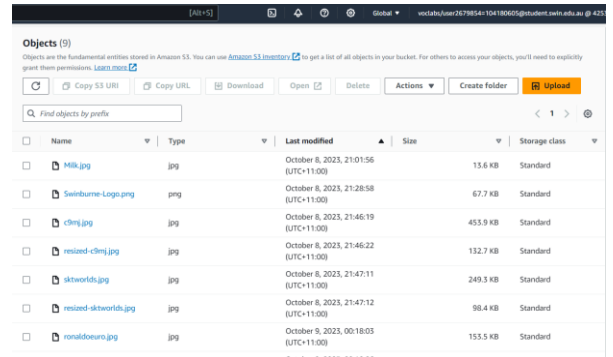 [Alt+S] Global ▼ voclabs/user2679854=104180605@student.swin.edu.au @ 425
Objects (9)
Objects are the fundamental entities stored in Amazon S3. You can use Amazon S3 Inventory to get a list of all objects in your bucket. For others to access your objects, you'll need to explicitly
grant them permissions. Learn more
Copy S3 URI Copy URL Download Open Delete Actions ▼ Create folder Upload
Find objects by prefix 1
Name Type Last modified Size Storage class
Milk.jpg jpg October 8, 2023, 21:01:56 (UTC+11:00) 13.6 KB Standard
Swinburne-Logo.png png October 8, 2023, 21:28:58 (UTC+11:00) 67.7 KB Standard
c9mj.jpg jpg October 8, 2023, 21:46:19 (UTC+11:00) 453.9 KB Standard
resized-c9mj.jpg jpg October 8, 2023, 21:46:22 (UTC+11:00) 132.7 KB Standard
sktworlds.jpg jpg October 8, 2023, 21:47:11 (UTC+11:00) 249.3 KB Standard
resized-sktworlds.jpg jpg October 8, 2023, 21:47:12 (UTC+11:00) 98.4 KB Standard
ronaldoeuro.jpg jpg October 9, 2023, 00:18:03 (UTC+11:00) 153.5 KB Standard